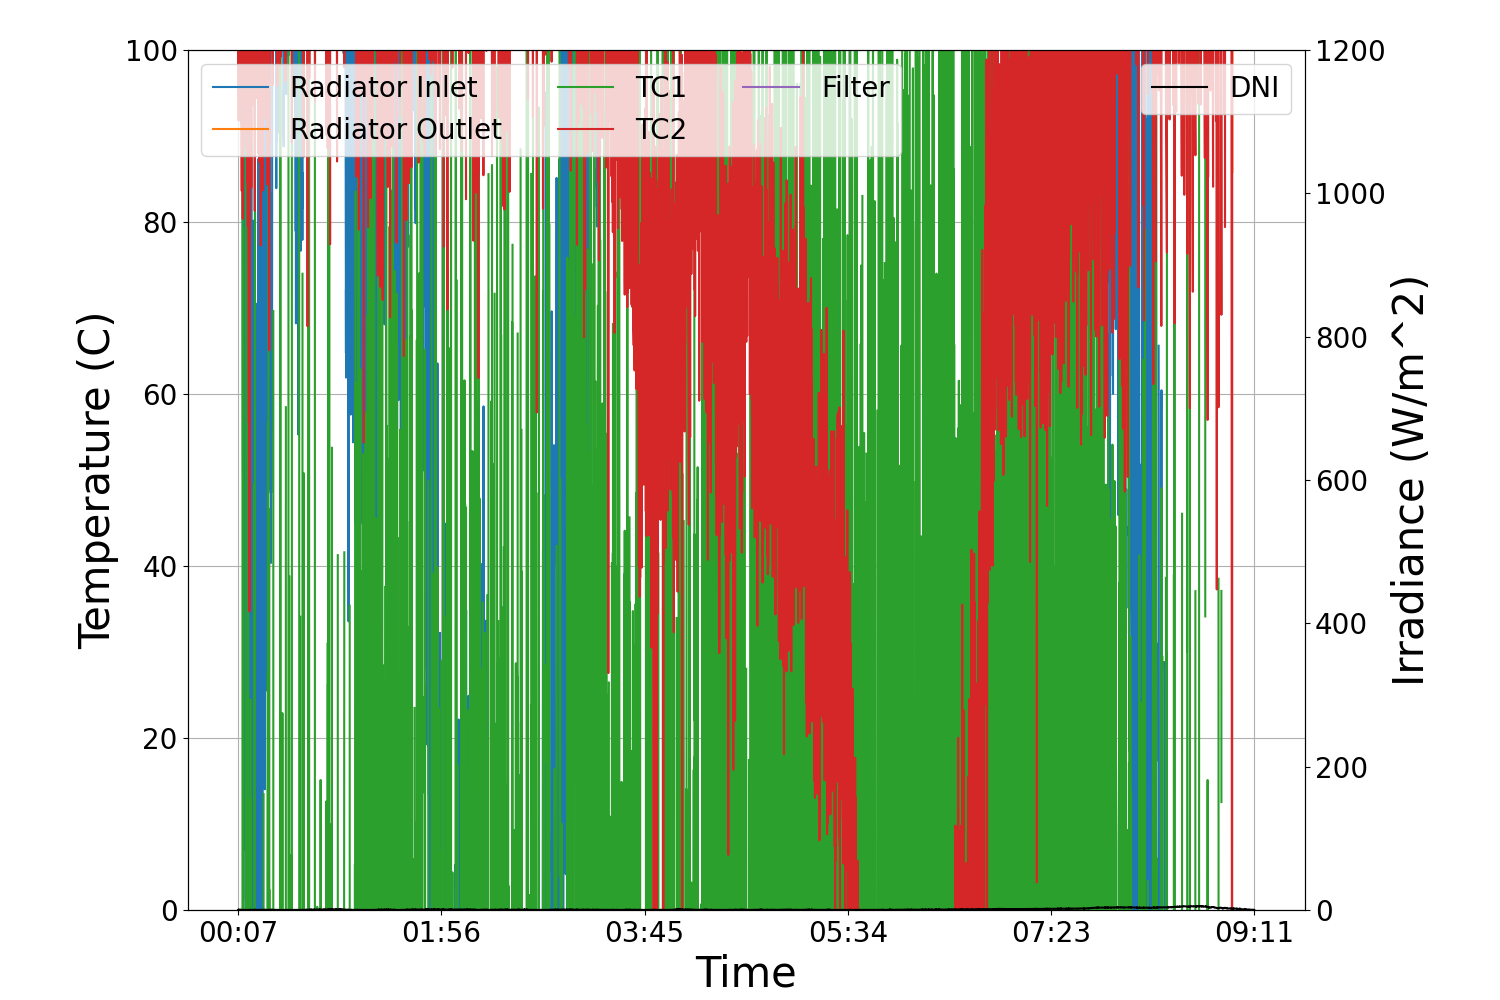 Radiator Inlet
Radiator Outlet
TC1
TC2
Filter
DNI
Temperature (C)
100
80
60
40
20
0
Irradiance (W/m^2)
1200
1000
800
600
400
200
0
00:07 01:56 03:45 05:34 07:23 09:11
Time